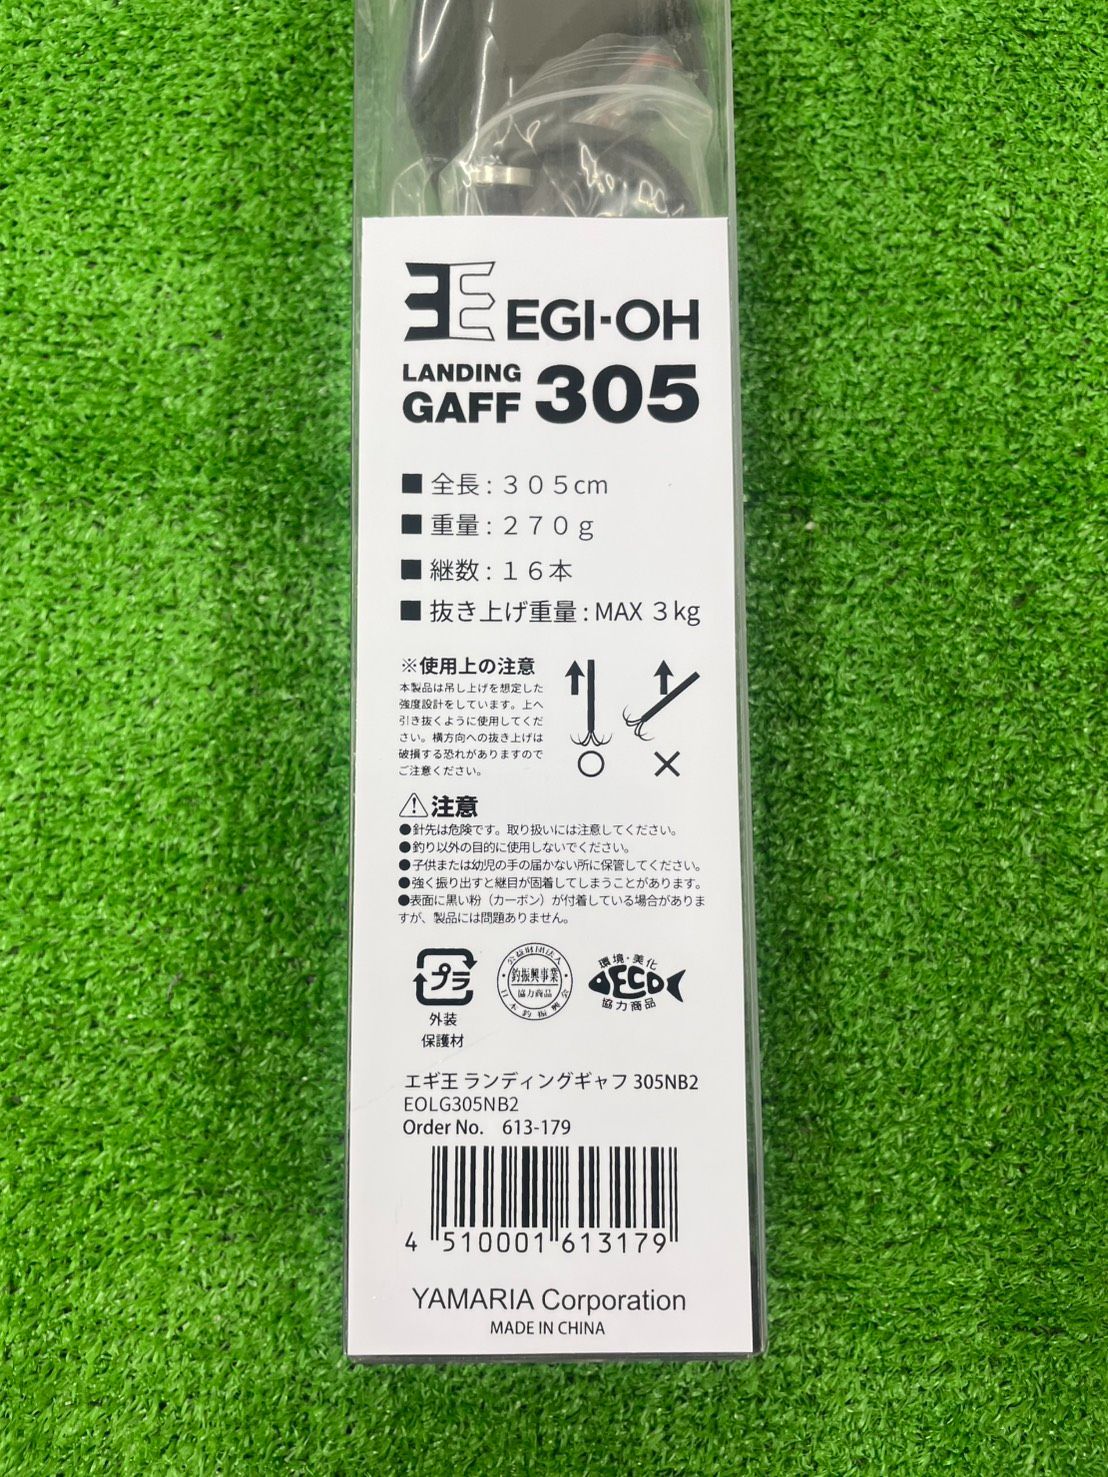 EGI-OH
LANDING
GAFF 305
■ 全長：３０５cm
■ 重量：２７０ｇ
■ 継数：１６本
■ 抜き上げ重量：MAX ３kg
※使用上の注意
本製品は吊し上げを想定した
強度設計をしています。上へ
引き抜くように使用してくだ
さい。横方向への抜き上げは
破損する恐れがありますので
ご注意ください。
○ ×
注意
●針先は危険です。取り扱いには注意してください。
●釣り以外の目的に使用しないでください。
●子供または幼児の手の届かない所に保管してください。
●強く振り出すと継目が固着してしまうことがあります。
●表面に黒い粉（カーボン）が付着している場合がありま
すが、製品には問題ありません。
プラ
外装
保護材
公益財団法人
釣振興事業
協力商品
日本釣振興会
環境・美化
ECO
協力商品
エギ王 ランディングギャフ 305NB2
EOLG305NB2
Order No. 613-179
4 510001 613179
YAMARIA Corporation
MADE IN CHINA